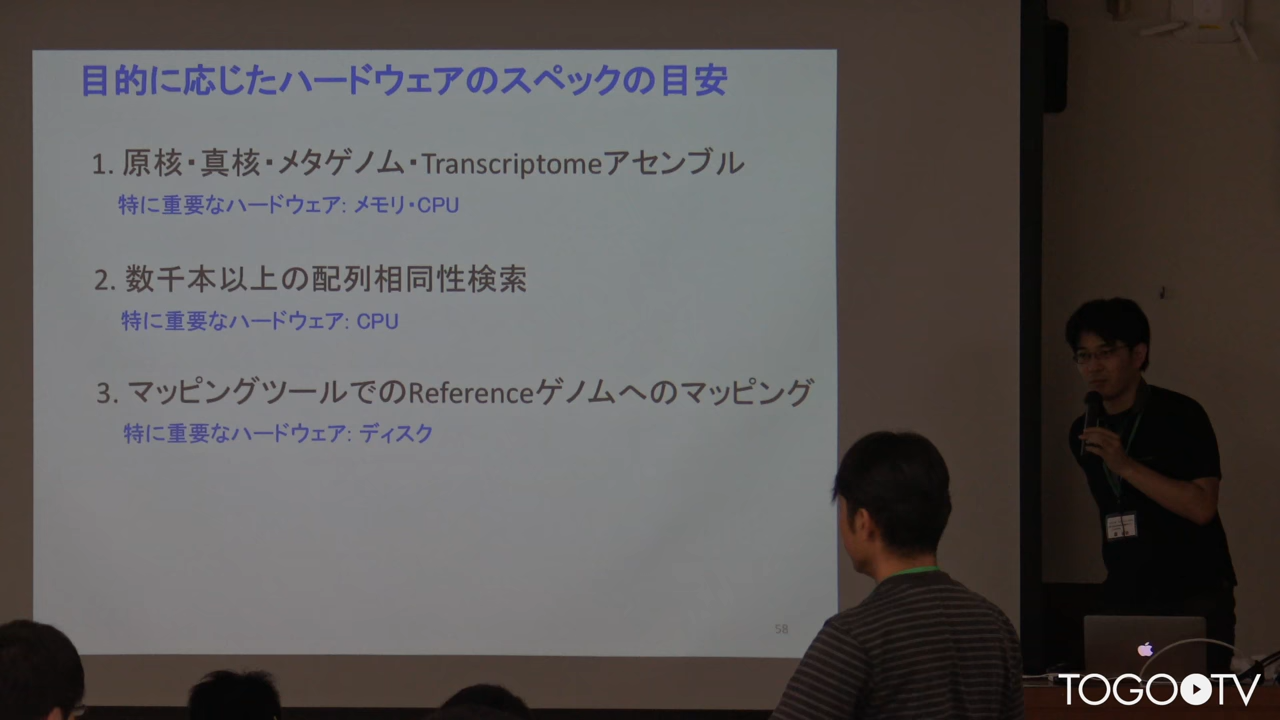 目的に応じたハードウェアのスペックの目安
1. 原核・真核・メタゲノム・Transcriptomeアセンブル
特に重要なハードウェア: メモリ・CPU
2. 数千本以上の配列相同性検索
特に重要なハードウェア: CPU
3. マッピングツールでのReferenceゲノムへのマッピング
特に重要なハードウェア: ディスク
58
TOGO TV